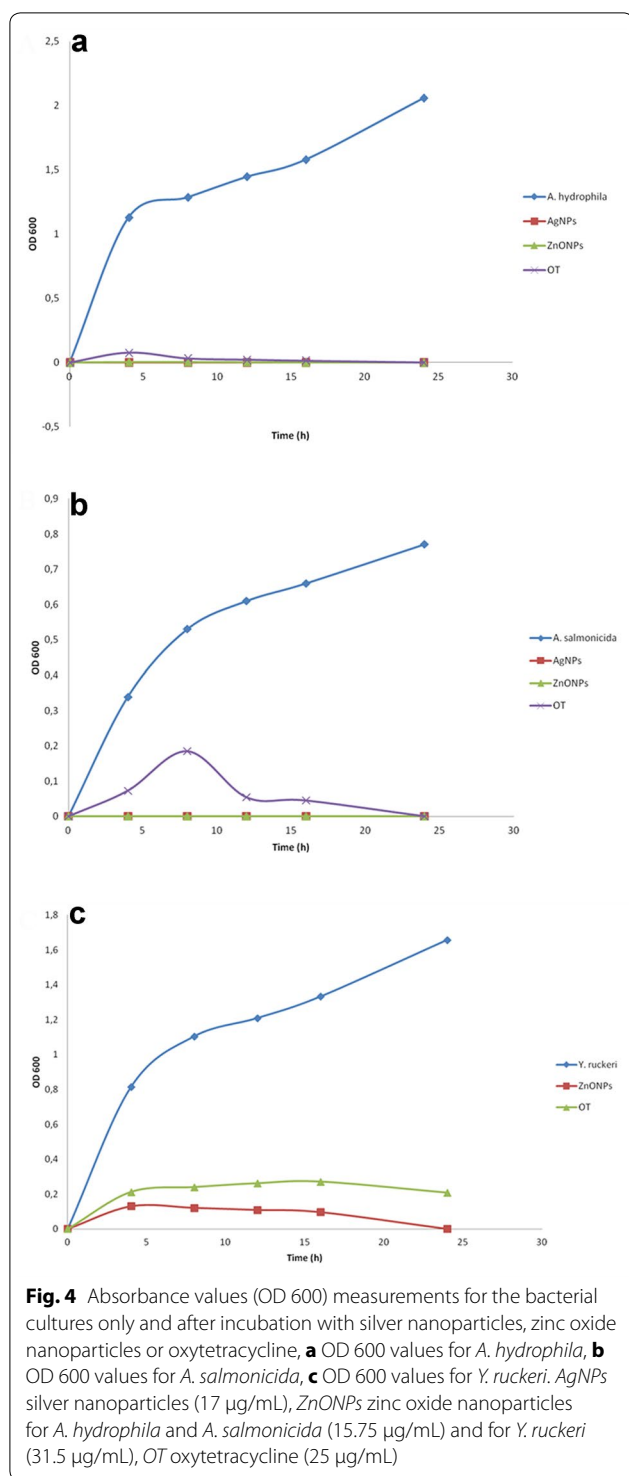 a
2,5
2
1,5
1
0,5
0
-0,5
OD 600
0 5 10 15 20 25 30
Time (h)
A. hydrophila
AgNPs
ZnONPs
OT
b
0,9
0,8
0,7
0,6
0,5
0,4
0,3
0,2
0,1
0
OD 600
0 5 10 15 20 25 30
Time (h)
A. salmonicida
AgNPs
ZnONPs
OT
c
1,8
1,6
1,4
1,2
1
0,8
0,6
0,4
0,2
0
OD 600
0 5 10 15 20 25 30
Time (h)
Y. ruckeri
ZnONPs
OT
Fig. 4 Absorbance values (OD 600) measurements for the bacterial
cultures only and after incubation with silver nanoparticles, zinc oxide
nanoparticles or oxytetracycline, a OD 600 values for A. hydrophila, b
OD 600 values for A. salmonicida, c OD 600 values for Y. ruckeri. AgNPs
silver nanoparticles (17 µg/mL), ZnONPs zinc oxide nanoparticles
for A. hydrophila and A. salmonicida (15.75 µg/mL) and for Y. ruckeri
(31.5 µg/mL), OT oxytetracycline (25 µg/mL)